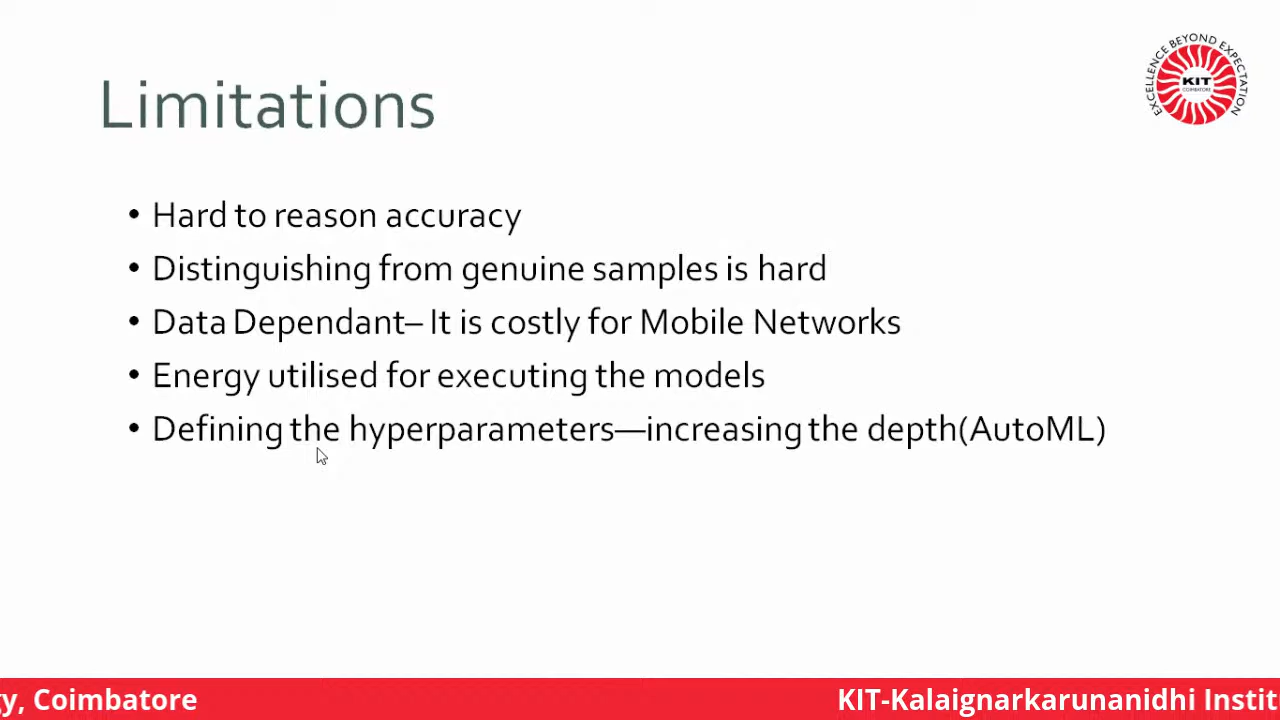 Limitations
EXCELLENCE BEYOND EXPECTATION
KIT
COIMBATORE
• Hard to reason accuracy
• Distinguishing from genuine samples is hard
• Data Dependant– It is costly for Mobile Networks
• Energy utilised for executing the models
• Defining the hyperparameters—increasing the depth(AutoML)
y, Coimbatore
KIT-Kalaignarkarunanidhi Instit